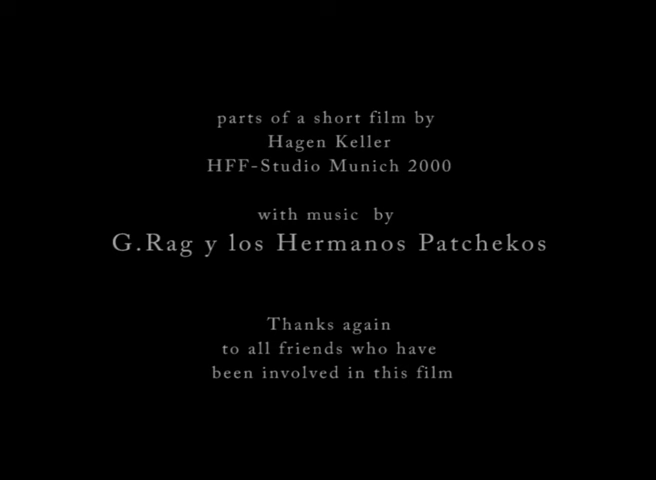 parts of a short film by
Hagen Keller
HFF-Studio Munich 2000
with music by
G.Rag y los Hermanos Patchekos
Thanks again
to all friends who have
been involved in this film